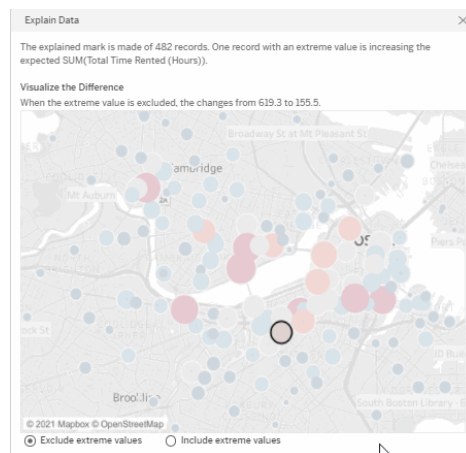 Explain Data
The explained mark is made of 482 records. One record with an extreme value is increasing the
expected SUM(Total Time Rented (Hours)).
Visualize the Difference
When the extreme value is excluded, the changes from 619.3 to 155.5.
Broadway St at Mt Pleasant St
Cambridge
Chelsea
Mt Auburn
Brookline
South Boston Library - 6
© 2021 Mapbox © OpenStreetMap
Exclude extreme values
Include extreme values